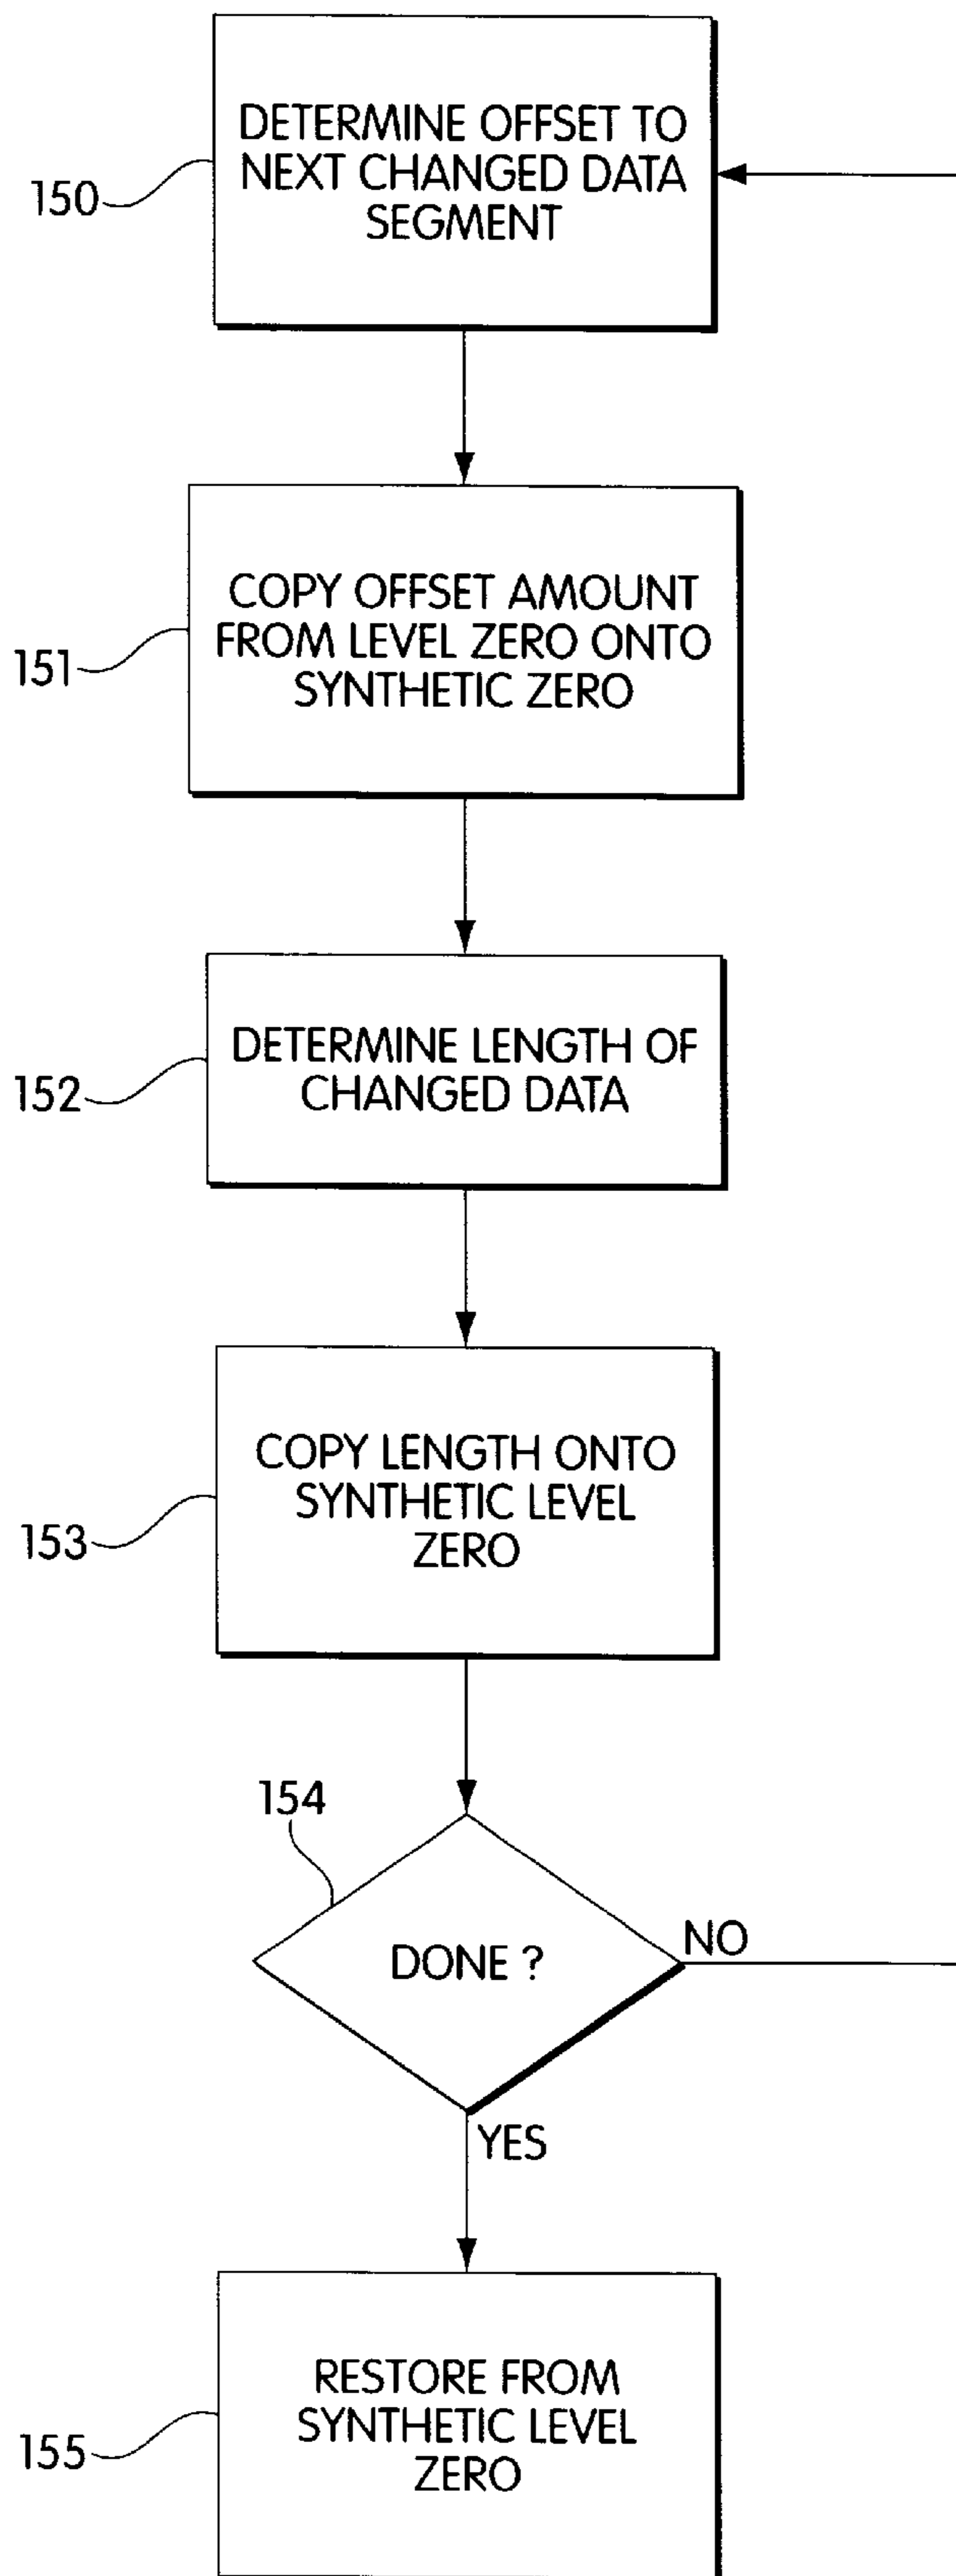 DETERMINE OFFSET TO
NEXT CHANGED DATA
SEGMENT
150
COPY OFFSET AMOUNT
FROM LEVEL ZERO ONTO
SYNTHETIC ZERO
151
DETERMINE LENGTH OF
CHANGED DATA
152
COPY LENGTH ONTO
SYNTHETIC LEVEL
ZERO
153
154
DONE ?
NO
YES
RESTORE FROM
SYNTHETIC LEVEL
ZERO
155